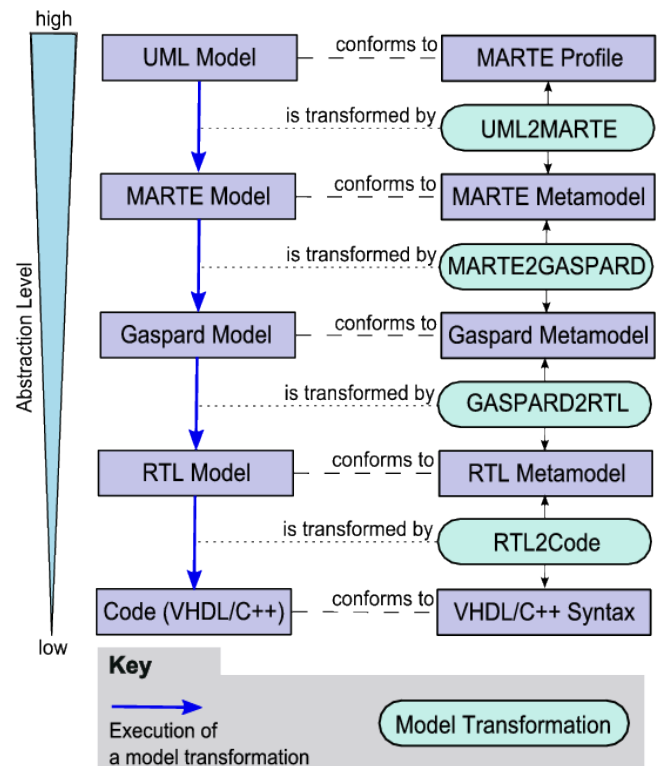 high
UML Model
conforms to
MARTE Profile
is transformed by
UML2MARTE
MARTE Model
conforms to
MARTE Metamodel
is transformed by
MARTE2GASPARD
Abstraction Level
Gaspard Model
conforms to
Gaspard Metamodel
is transformed by
GASPARD2RTL
RTL Model
conforms to
RTL Metamodel
is transformed by
RTL2Code
Code (VHDL/C++)
conforms to
VHDL/C++ Syntax
low
Key
Execution of
a model transformation
Model Transformation